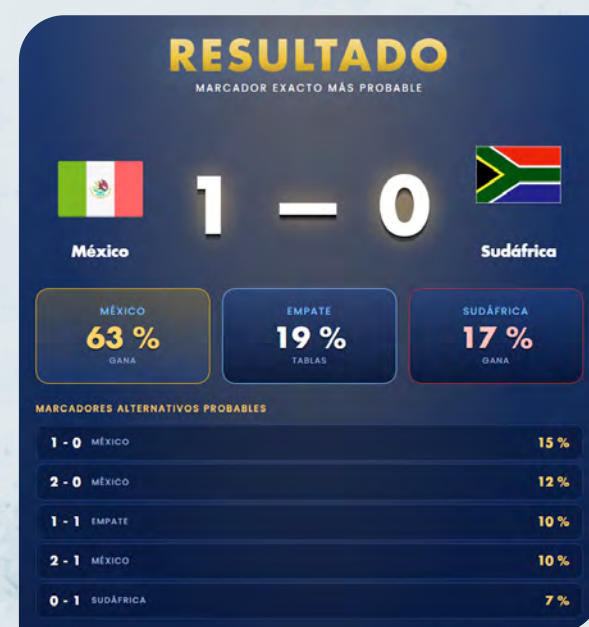 RESULTADO
MARCADOR EXACTO MÁS PROBABLE
1 — 0
México
Sudáfrica
MÉXICO
63 %
GANA
EMPATE
19 %
TABLAS
SUDÁFRICA
17 %
GANA
MARCADORES ALTERNATIVOS PROBABLES
1 - 0 MÉXICO 15 %
2 - 0 MÉXICO 12 %
1 - 1 EMPATE 10 %
2 - 1 MÉXICO 10 %
0 - 1 SUDÁFRICA 7 %